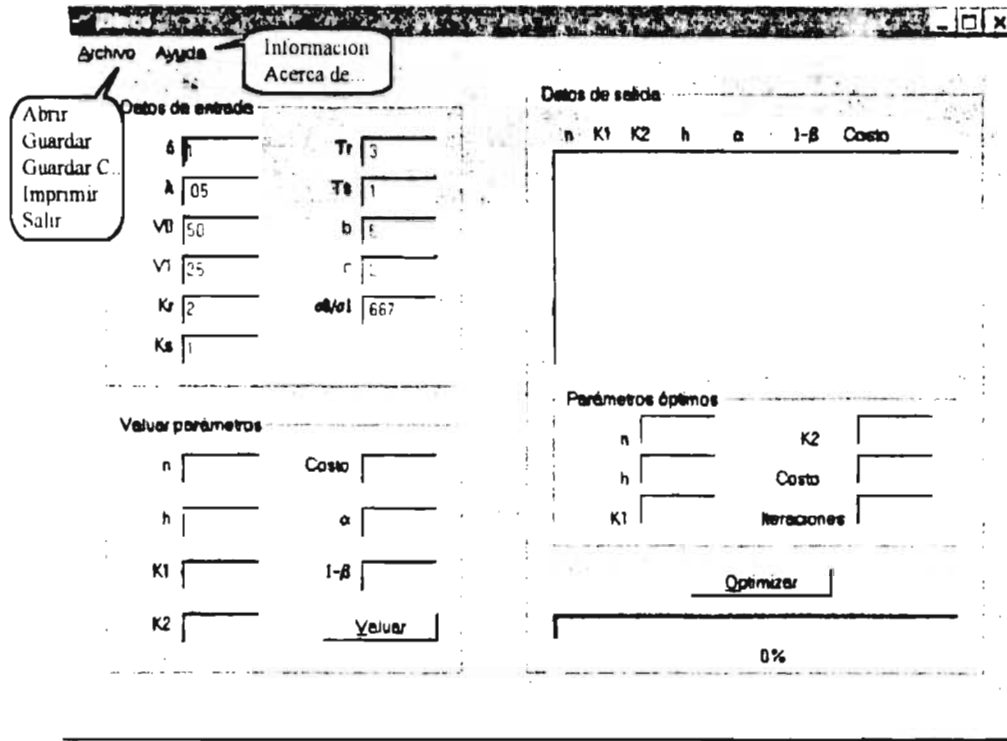 Archivo Ayuda
Información
Acerca de...
Abrir
Guardar
Guardar C...
Imprimir
Salir
Datos de entrada
δ
Tr 3
λ 05
Ts 1
V0 50
b
V1 25
r
Kr 2
667
Ks 1
Valuar parámetros
n
Costo
h
α
K1
1-β
K2
Valuar
Datos de salida
n K1 K2 h α 1-β Costo
Parámetros óptimos
n
K2
h
Costo
K1
Iteraciones
Optimizar
0%